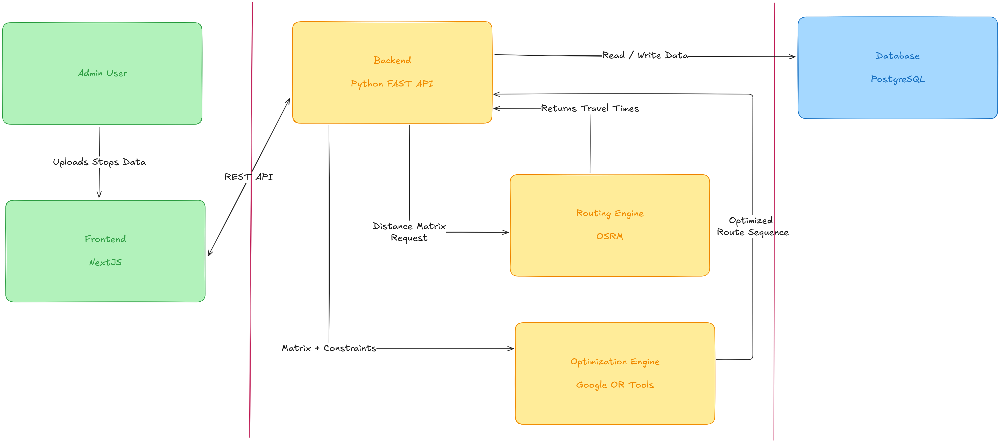 Admin User
Uploads Stops Data
Frontend
NextJS
REST API
Backend
Python FAST API
Read / Write Data
Returns Travel Times
Distance Matrix
Request
Routing Engine
OSRM
Matrix + Constraints
Optimization Engine
Google OR Tools
Optimized
Route Sequence
Database
PostgreSQL